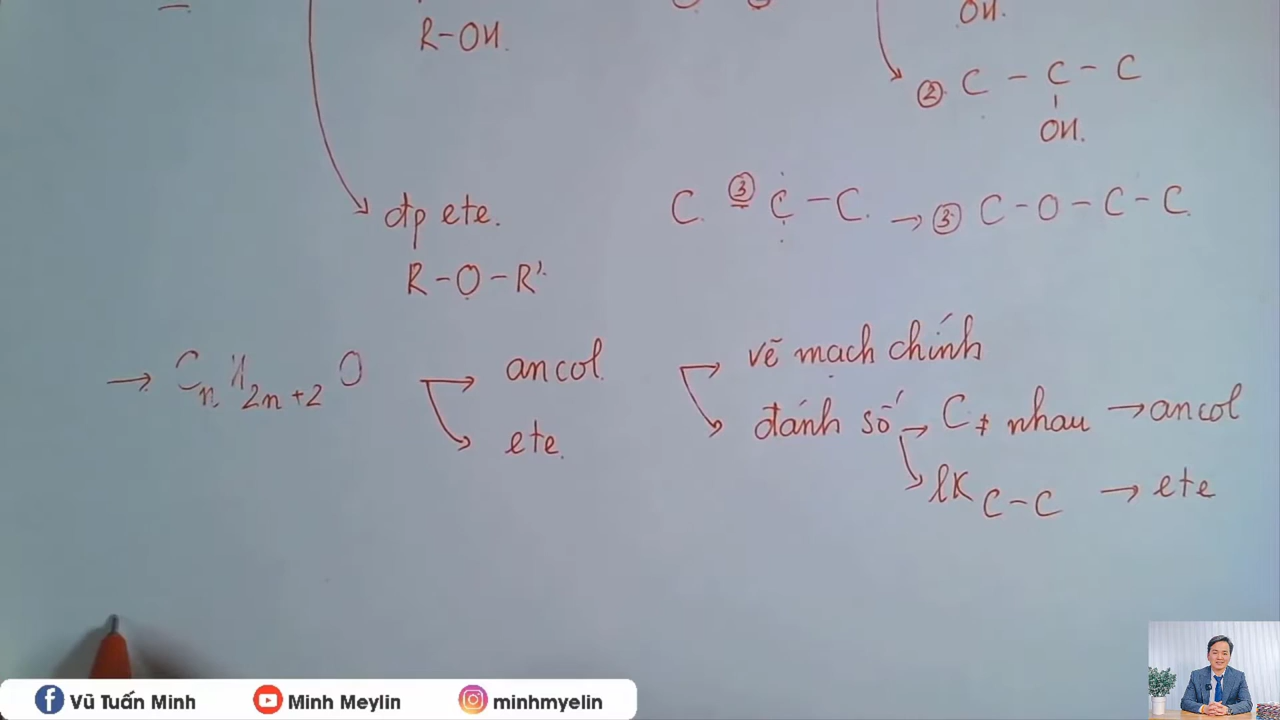 R-OH.
OH.
② C - C - C
OH.
đp ete.
R-O-R'.
C. ③ C - C. → ③ C-O-C-C.
→ CnH2n+2O → ancol.
→ ete.
→ vẽ mạch chính
→ đánh số → C ≠ nhau → ancol
→ lK C-C → ete
Vũ Tuấn Minh
Minh Meylin
minhmyelin